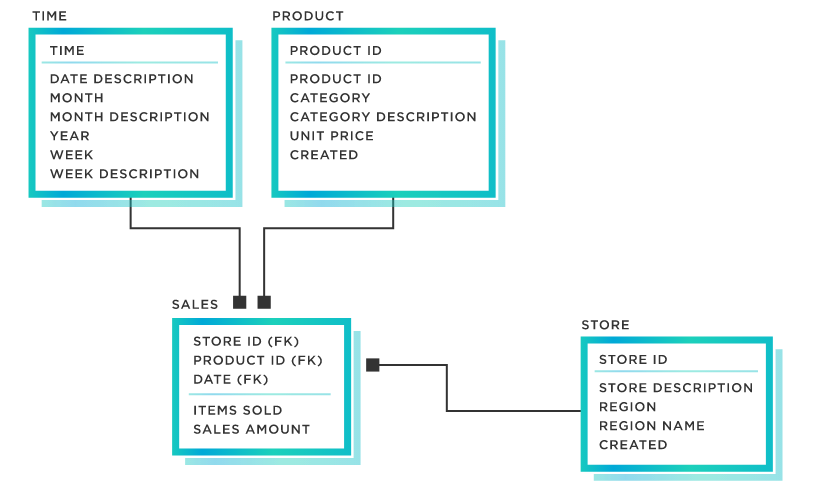 TIME
TIME
DATE DESCRIPTION
MONTH
MONTH DESCRIPTION
YEAR
WEEK
WEEK DESCRIPTION
PRODUCT
PRODUCT ID
PRODUCT ID
CATEGORY
CATEGORY DESCRIPTION
UNIT PRICE
CREATED
SALES
STORE ID (FK)
PRODUCT ID (FK)
DATE (FK)
ITEMS SOLD
SALES AMOUNT
STORE
STORE ID
STORE DESCRIPTION
REGION
REGION NAME
CREATED